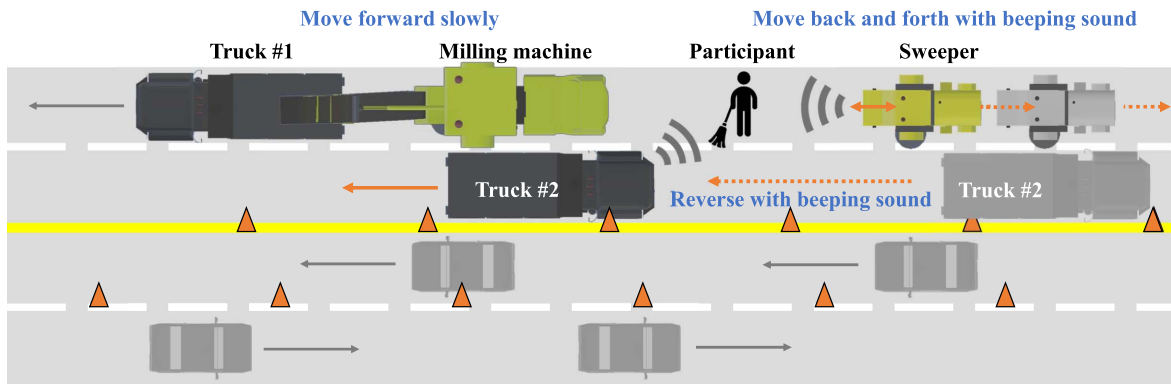 Move forward slowly
Move back and forth with beeping sound
Truck #1
Milling machine
Participant
Sweeper
Truck #2
Truck #2
Reverse with beeping sound